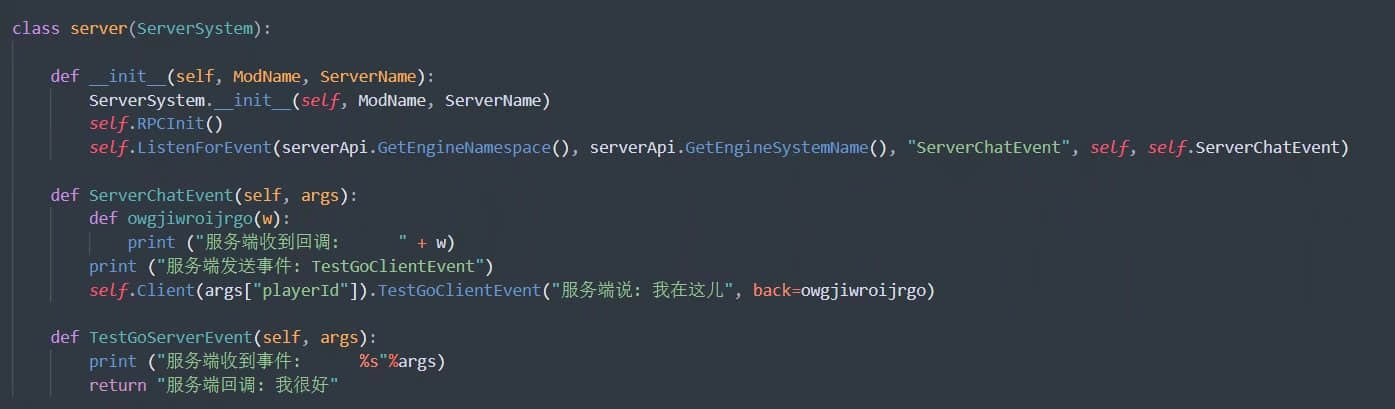 class server(ServerSystem):
def __init__(self, ModName, ServerName):
ServerSystem.__init__(self, ModName, ServerName)
self.RPCInit()
self.ListenForEvent(serverApi.GetEngineNamespace(), serverApi.GetEngineSystemName(), "ServerChatEvent", self, self.ServerChatEvent)
def ServerChatEvent(self, args):
def owgjiwroijrgo(w):
print ("服务端收到回调:      " + w)
print ("服务端发送事件: TestGoClientEvent")
self.Client(args["playerId"]).TestGoClientEvent("服务端说: 我在这儿", back=owgjiwroijrgo)
def TestGoServerEvent(self, args):
print ("服务端收到事件:      %s"%args)
return "服务端回调: 我很好"